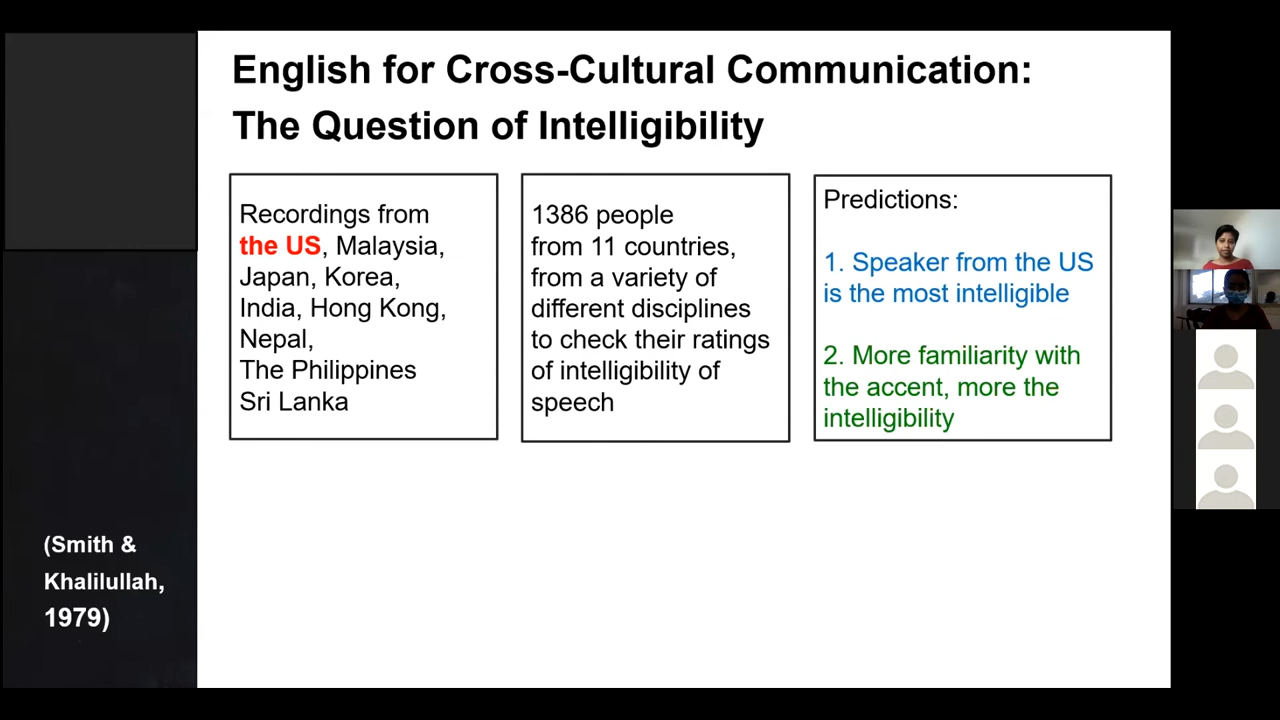 English for Cross-Cultural Communication:
The Question of Intelligibility
Recordings from
the US, Malaysia,
Japan, Korea,
India, Hong Kong,
Nepal,
The Philippines
Sri Lanka
1386 people
from 11 countries,
from a variety of
different disciplines
to check their ratings
of intelligibility of
speech
Predictions:
1. Speaker from the US
is the most intelligible
2. More familiarity with
the accent, more the
intelligibility
(Smith &
Khalilullah,
1979)